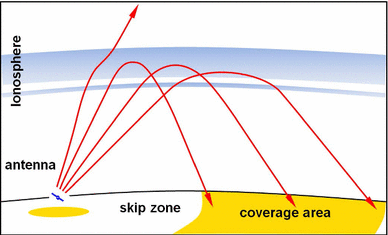 Ionosphere
antenna
skip zone
coverage area